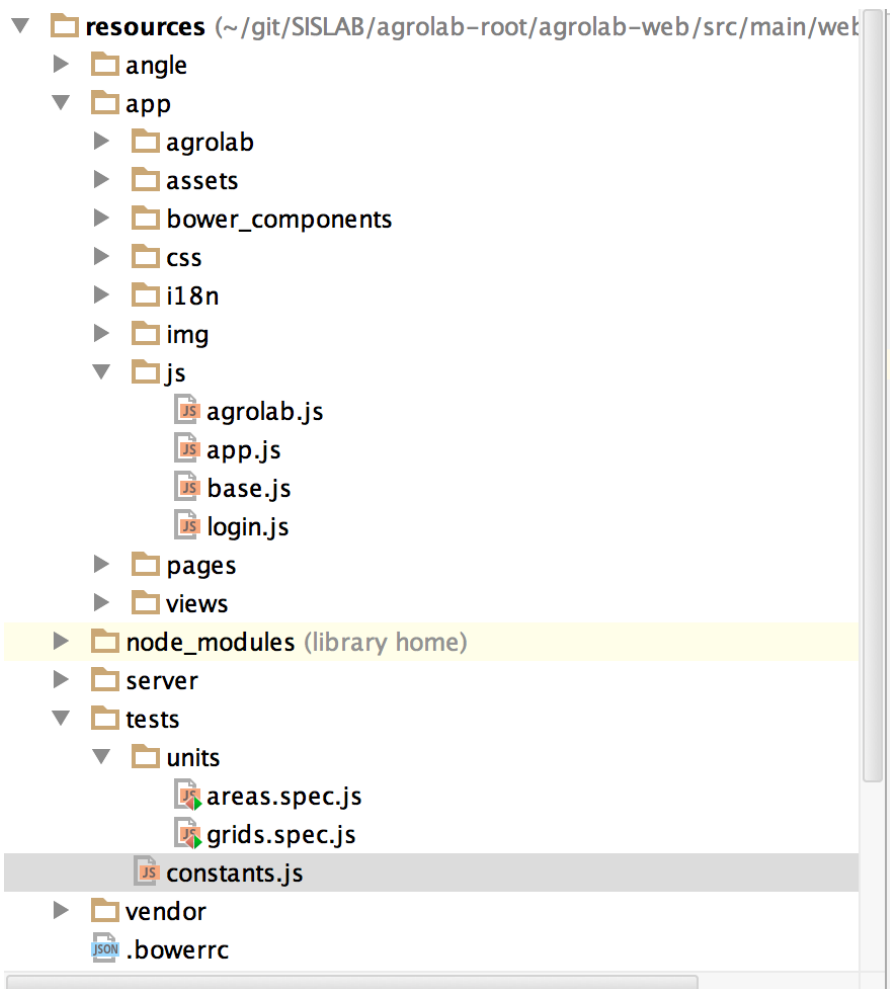 resources (~/git/SISLAB/agrolab-root/agrolab-web/src/main/web
angle
app
agrolab
assets
bower_components
css
i18n
img
js
JS agrolab.js
JS app.js
JS base.js
JS login.js
pages
views
node_modules (library home)
server
tests
units
JS areas.spec.js
JS grids.spec.js
JS constants.js
vendor
JSON .bowerrc